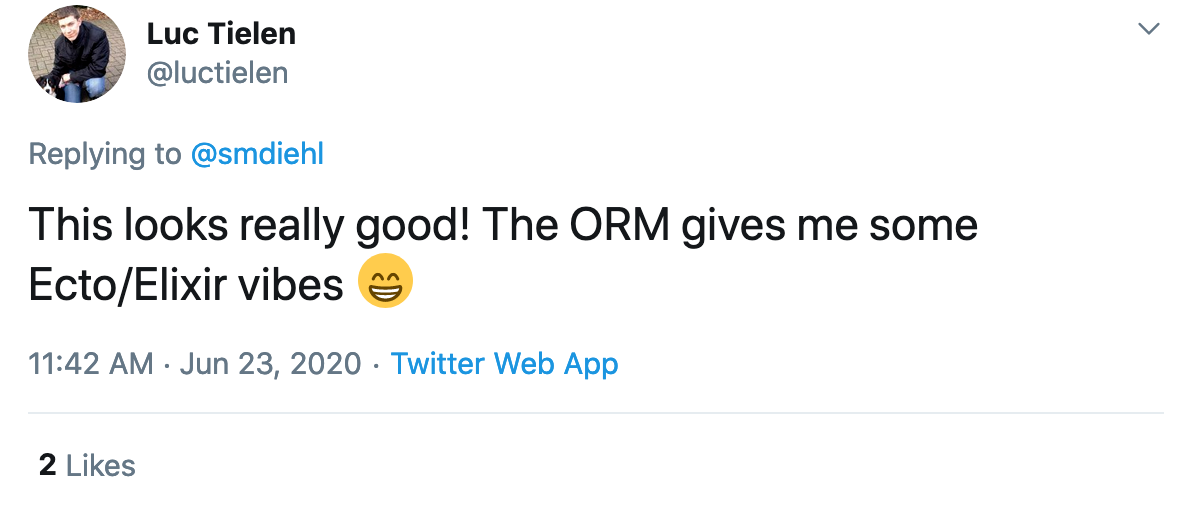 Luc Tielen
@luctielen
Replying to @smdiehl
This looks really good! The ORM gives me some
Ecto/Elixir vibes 😁
11:42 AM · Jun 23, 2020 · Twitter Web App
2 Likes